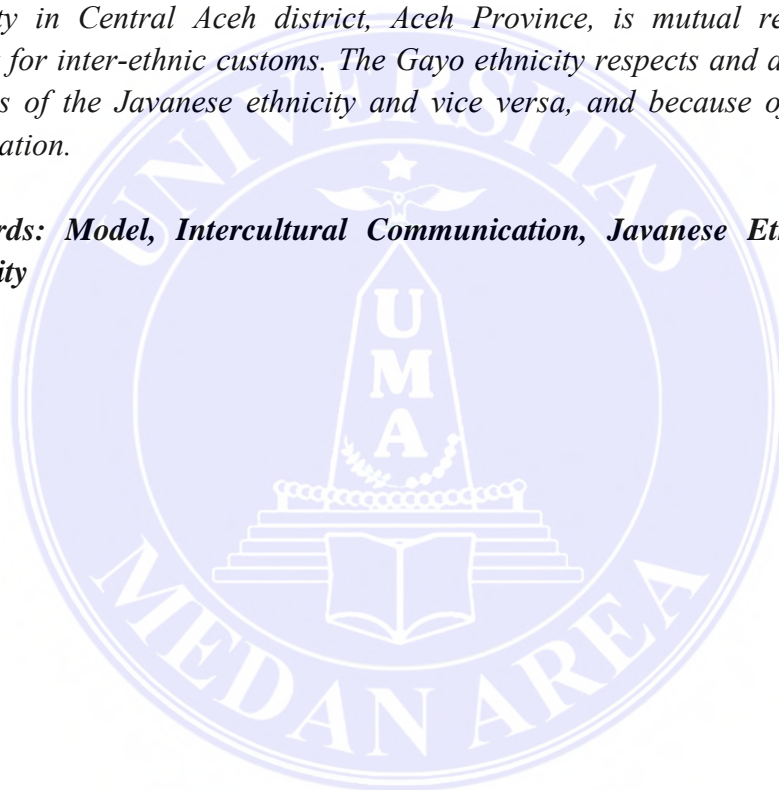 ty in Central Aceh district, Aceh Province, is mutual re
for inter-ethnic customs. The Gayo ethnicity respects and a
s of the Javanese ethnicity and vice versa, and because o
ation.
rds: Model, Intercultural Communication, Javanese Et
ity
UNIVERSITAS
UMA
MEDAN AREA